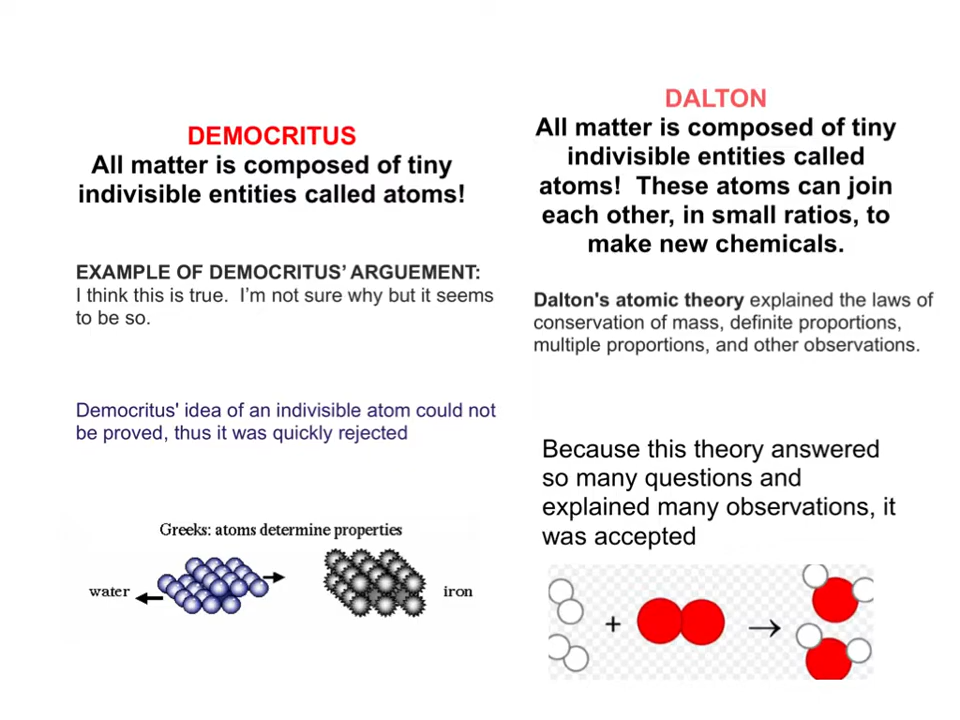 DEMOCRITUS
All matter is composed of tiny
indivisible entities called atoms!
EXAMPLE OF DEMOCRITUS' ARGUEMENT:
I think this is true.  I'm not sure why but it seems
to be so.
Democritus' idea of an indivisible atom could not
be proved, thus it was quickly rejected
Greeks: atoms determine properties
water
iron
DALTON
All matter is composed of tiny
indivisible entities called
atoms!  These atoms can join
each other, in small ratios, to
make new chemicals.
Dalton's atomic theory explained the laws of
conservation of mass, definite proportions,
multiple proportions, and other observations.
Because this theory answered
so many questions and
explained many observations, it
was accepted
+ →